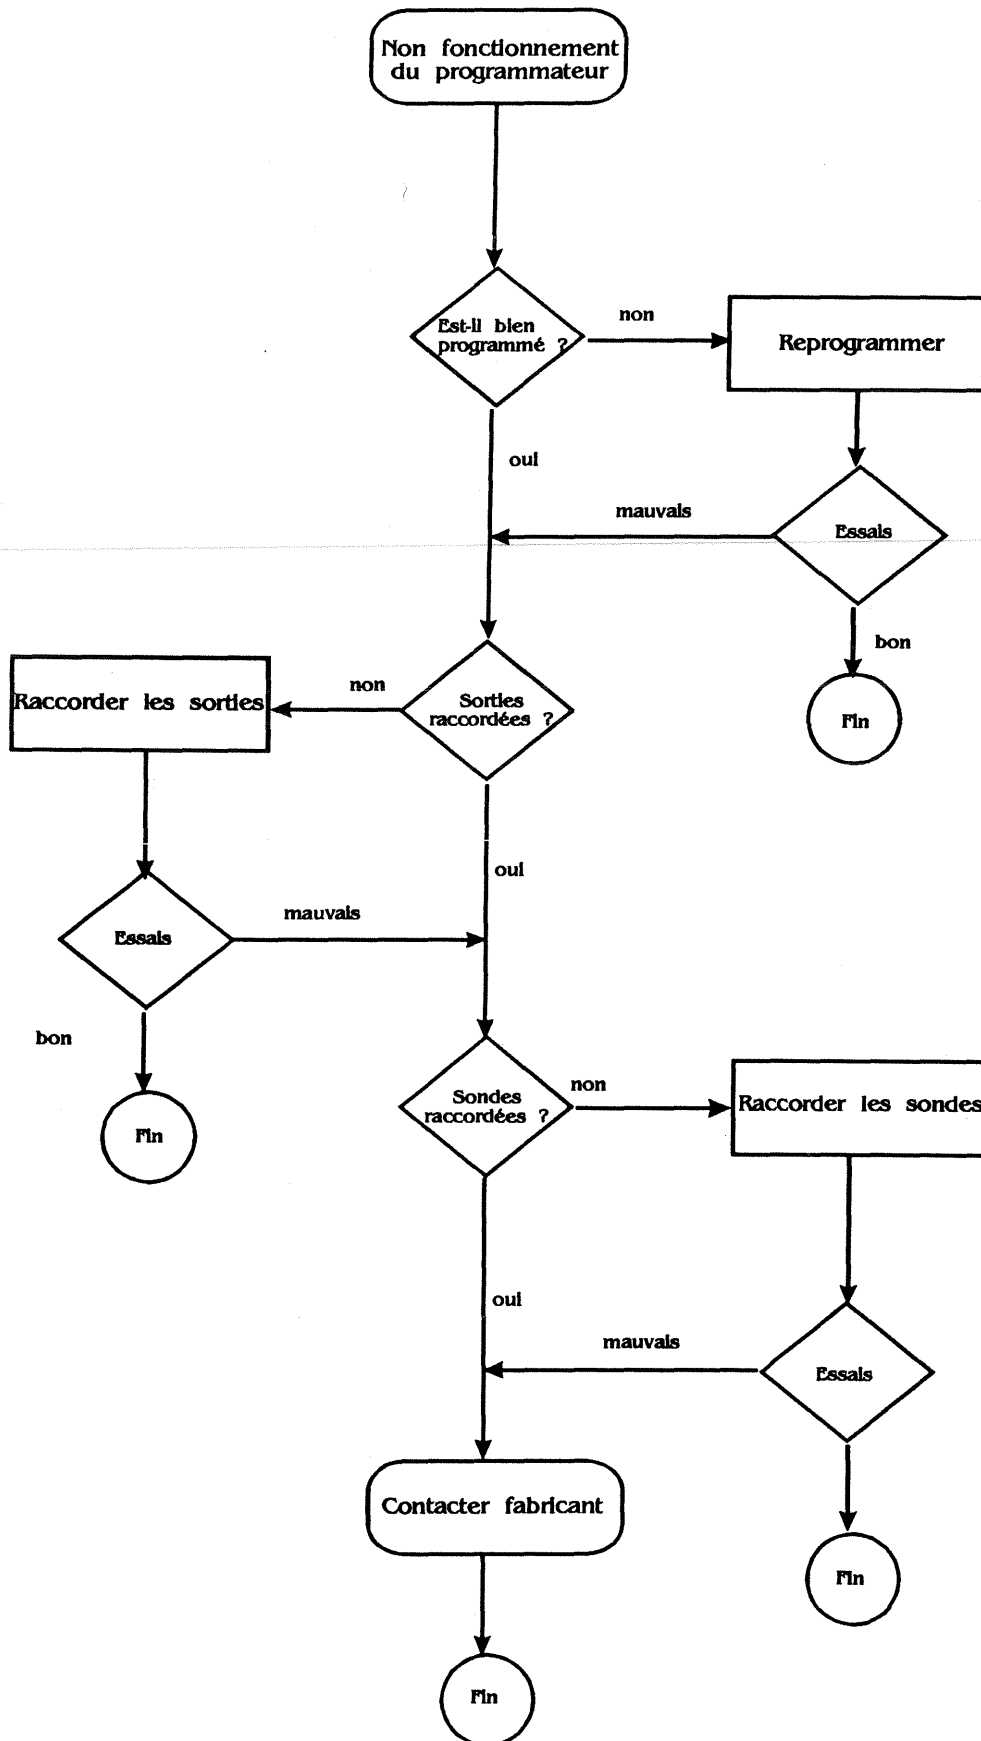 Non fonctionnement
du programmateur
Est-il bien
programmé ?
non
Reprogrammer
oui
mauvais
Essais
bon
Fin
Sorties
raccordées ?
non
Raccorder les sorties
oui
Essais
mauvais
bon
Fin
Sondes
raccordées ?
non
Raccorder les sondes
oui
mauvais
Essais
Contacter fabricant
Fin
Fin